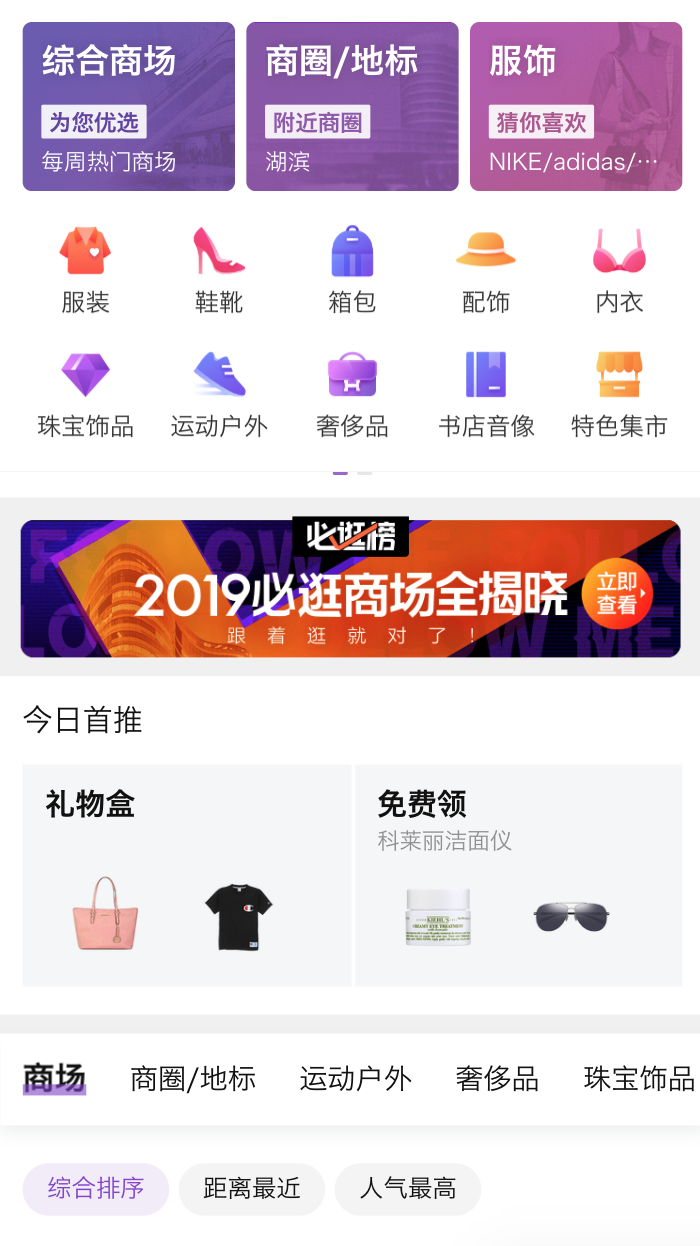 综合商场
为您优选
每周热门商场
商圈/地标
附近商圈
湖滨
服饰
猜你喜欢
NIKE/adidas/···
服装
鞋靴
箱包
配饰
内衣
珠宝饰品
运动户外
奢侈品
书店音像
特色集市
必逛榜
2019必逛商场全揭晓
跟着逛就对了！
立即
查看
今日首推
礼物盒
免费领
科莱丽洁面仪
KIEHL'S
CREAMY EYE TREATMENT
商场
商圈/地标
运动户外
奢侈品
珠宝饰品
综合排序
距离最近
人气最高